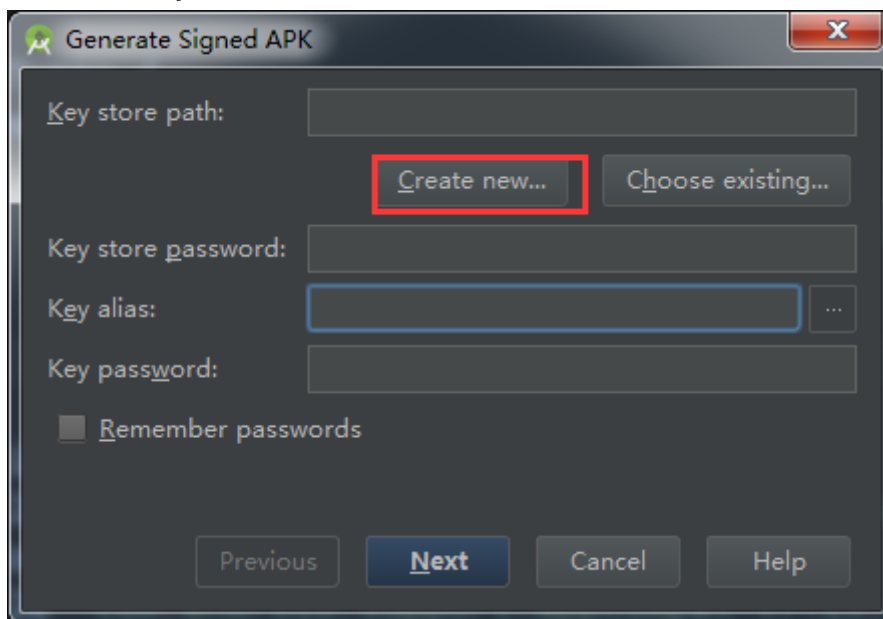 Generate Signed APK
Key store path:
Create new... Choose existing...
Key store password:
Key alias: ...
Key password:
Remember passwords
Previous Next Cancel Help